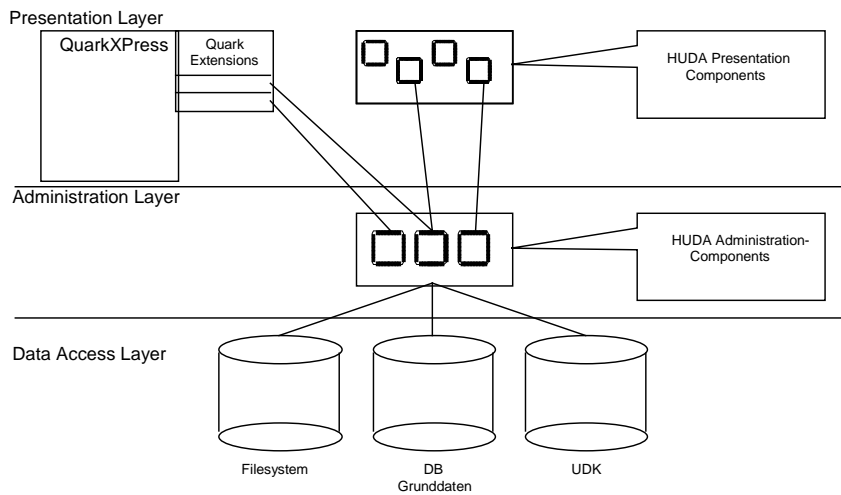 Presentation Layer
QuarkXPress
Quark
Extensions
HUDA Presentation
Components
Administration Layer
HUDA Administration-
Components
Data Access Layer
Filesystem
DB
Grunddaten
UDK